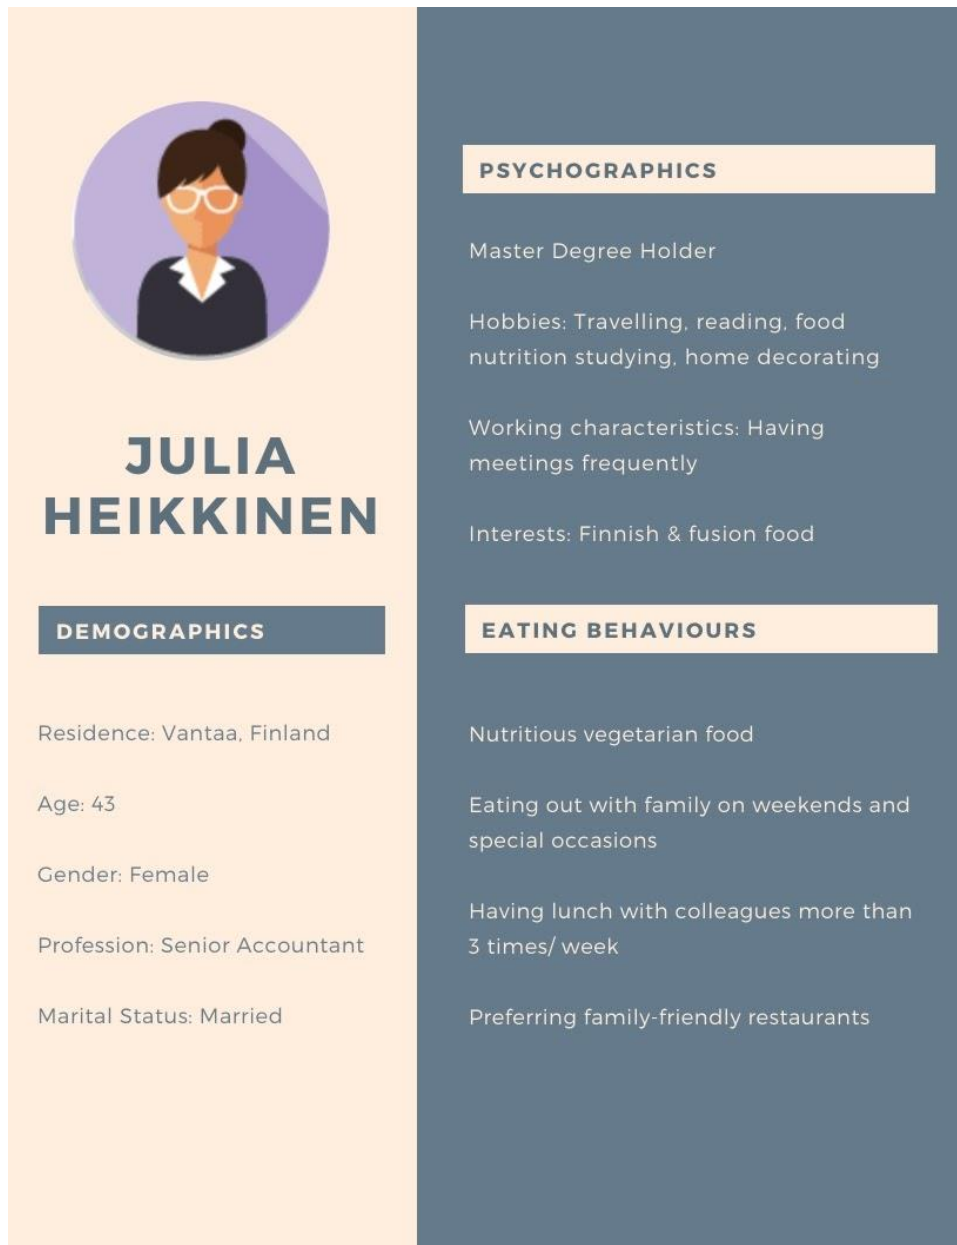 JULIA
HEIKKINEN
DEMOGRAPHICS
Residence: Vantaa, Finland
Age: 43
Gender: Female
Profession: Senior Accountant
Marital Status: Married
PSYCHOGRAPHICS
Master Degree Holder
Hobbies: Travelling, reading, food
nutrition studying, home decorating
Working characteristics: Having
meetings frequently
Interests: Finnish & fusion food
EATING BEHAVIOURS
Nutritious vegetarian food
Eating out with family on weekends and
special occasions
Having lunch with colleagues more than
3 times/ week
Preferring family-friendly restaurants